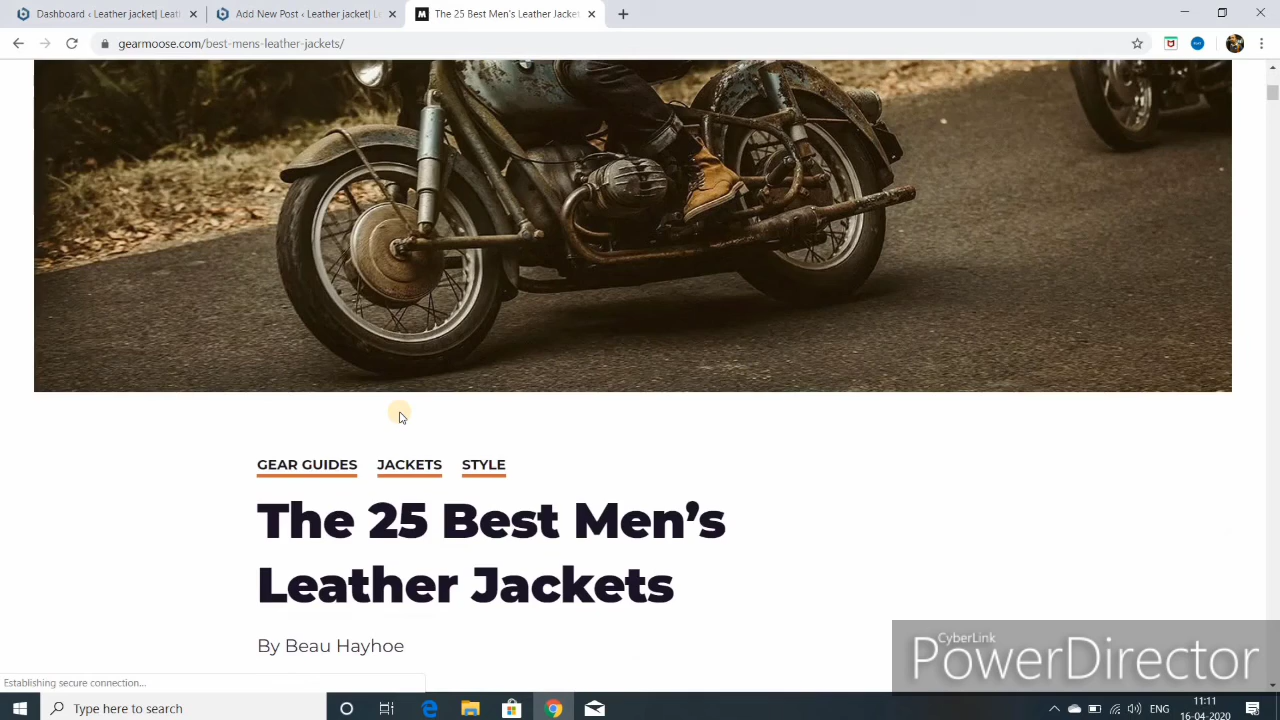 Dashboard ‹ Leather jacket| Leat
Add New Post ‹ Leather jacket| Le
M
The 25 Best Men's Leather Jackets
gearmoose.com/best-mens-leather-jackets/
GEAR GUIDES JACKETS STYLE
The 25 Best Men’s
Leather Jackets
By Beau Hayhoe
CyberLink
PowerDirector
Establishing secure connection...
Type here to search
ENG
11:11
16-04-2020